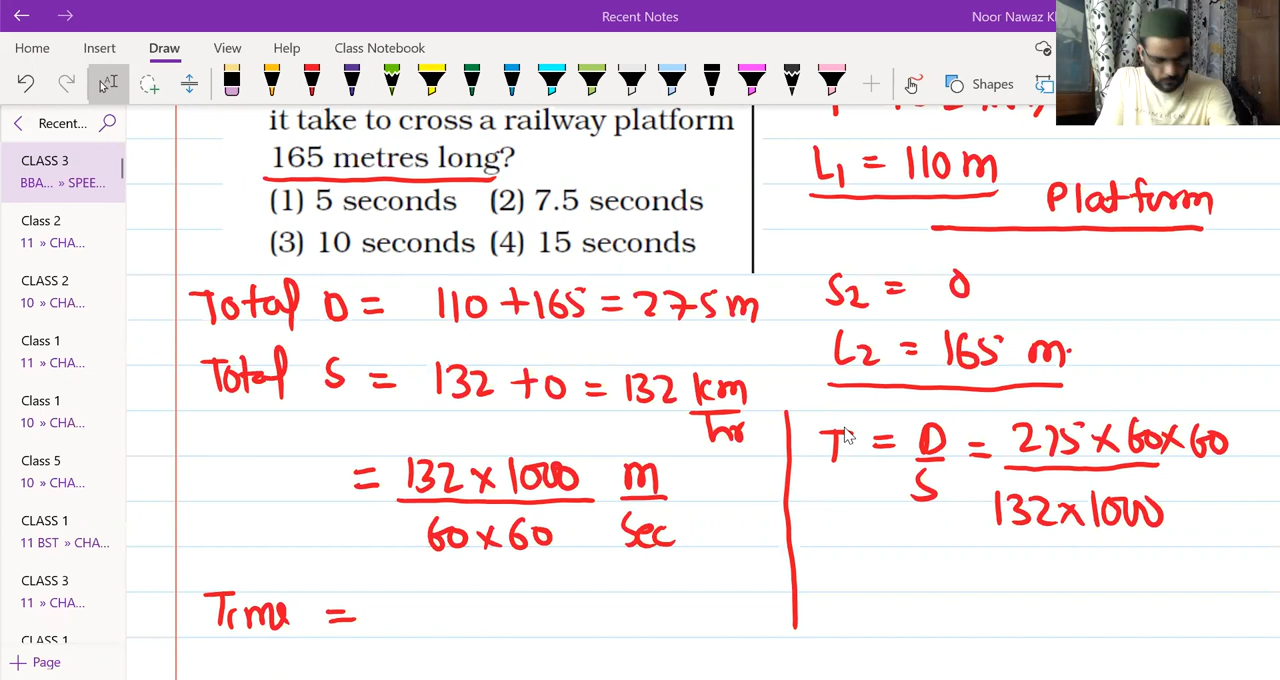 Recent Notes
Noor Nawaz
Home Insert Draw View Help Class Notebook
Shapes
Recent...
CLASS 3
BBA... » SPEE...
Class 2
11 » CHA...
CLASS 2
10 » CHA...
Class 1
11 » CHA...
Class 1
10 » CHA...
Class 5
10 » CHA...
CLASS 1
11 BST » CHA...
CLASS 3
11 » CHA...
CLASS 1
Page
it take to cross a railway platform
165 metres long?
(1) 5 seconds (2) 7.5 seconds
(3) 10 seconds (4) 15 seconds
L1 = 110 m
Platform
S2 = 0
L2 = 165 m.
Total D = 110 + 165 = 275 m
Total S = 132 + 0 = 132 km
hr
= 132 × 1000 m
60 × 60 Sec
Time =
T = D = 275 × 60 × 60
S 132 × 1000